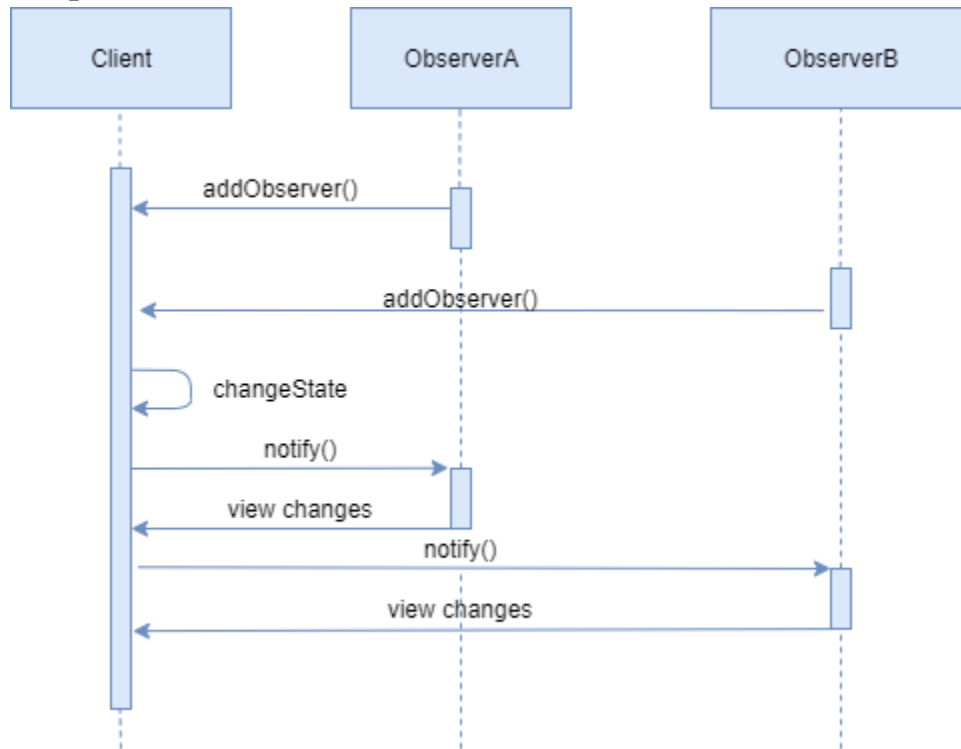 Client
ObserverA
ObserverB
addObserver()
addObserver()
changeState
notify()
view changes
notify()
view changes